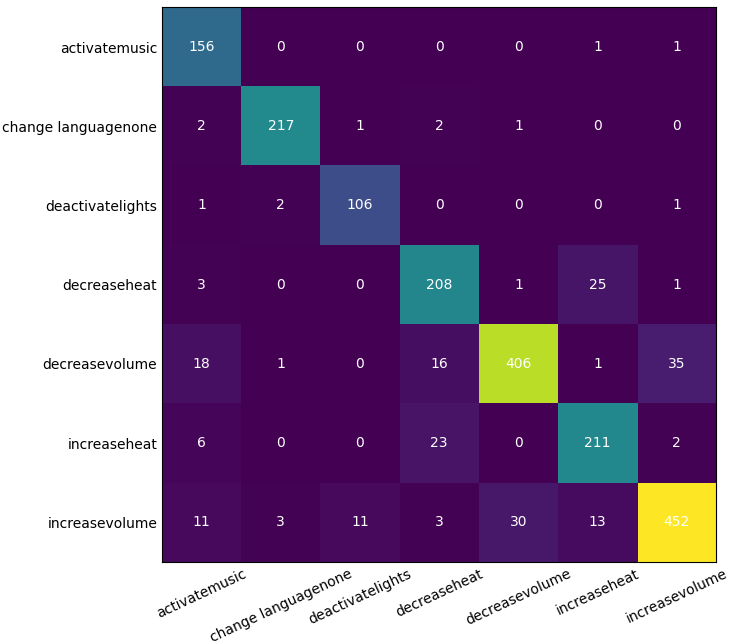 activatemusic 156 0 0 0 0 1 1
change languagenone 2 217 1 2 1 0 0
deactivatelights 1 2 106 0 0 0 1
decreaseheat 3 0 0 208 1 25 1
decreasevolume 18 1 0 16 406 1 35
increaseheat 6 0 0 23 0 211 2
increasevolume 11 3 11 3 30 13 452
activatemusic change languagenone deactivatelights decreaseheat decreasevolume increaseheat increasevolume